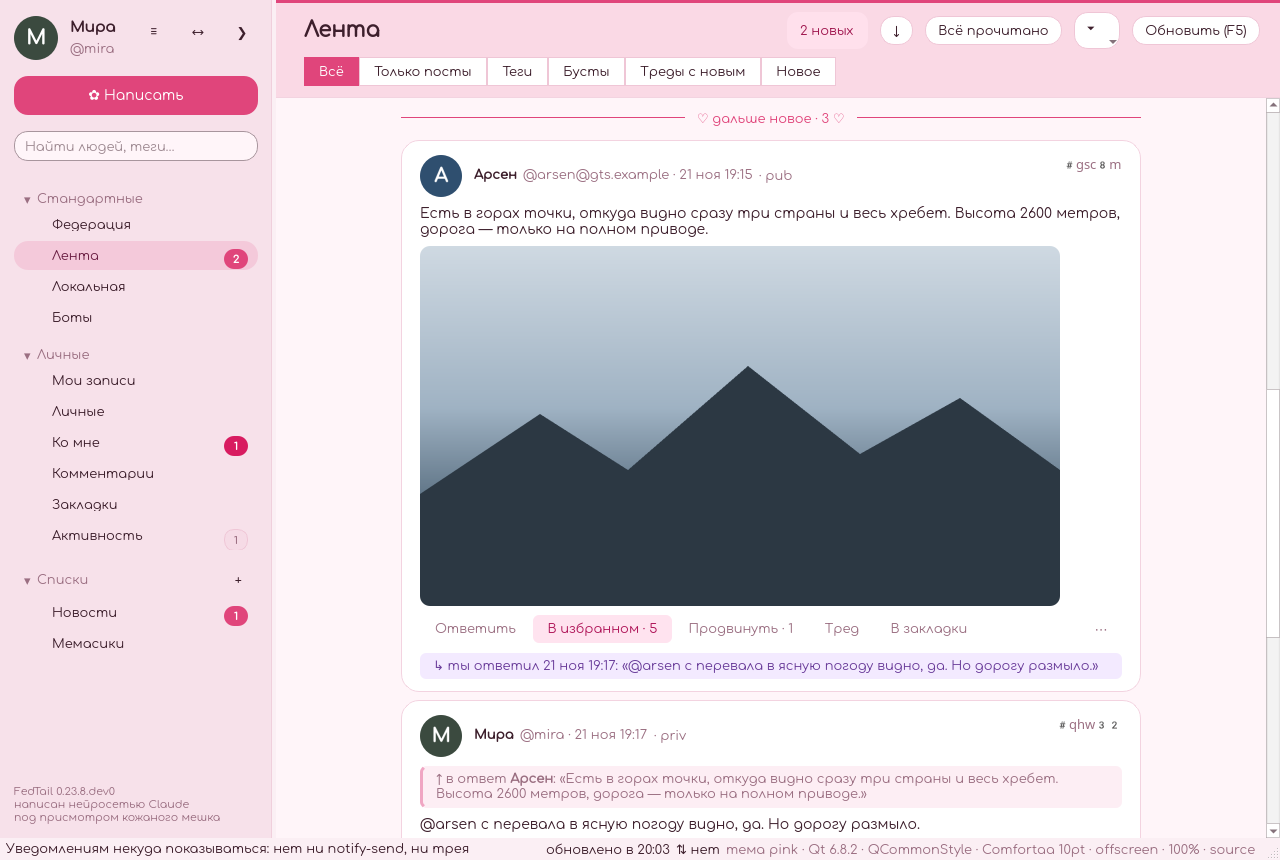 М
Мира
@mira
≡ ↔ ❯
✿ Написать
Найти людей, теги...
▾ Стандартные
Федерация
Лента 2
Локальная
Боты
▾ Личные
Мои записи
Личные
Ко мне 1
Комментарии
Закладки
Активность 1
▾ Списки +
Новости 1
Мемасики
FedTail 0.23.8.dev0
написан нейросетью Claude
под присмотром кожаного мешка
Лента
2 новых ↓ Всё прочитано Обновить (F5)
Всё Только посты Теги Бусты Треды с новым Новое
♡ дальше новое · 3 ♡
А
Арсен @arsen@gts.example · 21 ноя 19:15 · pub
# gsc 8 m
Есть в горах точки, откуда видно сразу три страны и весь хребет. Высота 2600 метров,
дорога — только на полном приводе.
Ответить В избранном · 5 Продвинуть · 1 Тред В закладки ···
↳ ты ответил 21 ноя 19:17: «@arsen с перевала в ясную погоду видно, да. Но дорогу размыло.»
М
Мира @mira · 21 ноя 19:17 · priv
# qhw 3 2
↑ в ответ Арсен: «Есть в горах точки, откуда видно сразу три страны и весь хребет.
Высота 2600 метров, дорога — только на полном приводе.»
@arsen с перевала в ясную погоду видно, да. Но дорогу размыло.
Уведомлениям некуда показываться: нет ни notify-send, ни трея
обновлено в 20:03 ⇅ нет тема pink · Qt 6.8.2 · QCommonStyle · Comfortaa 10pt · offscreen · 100% · source